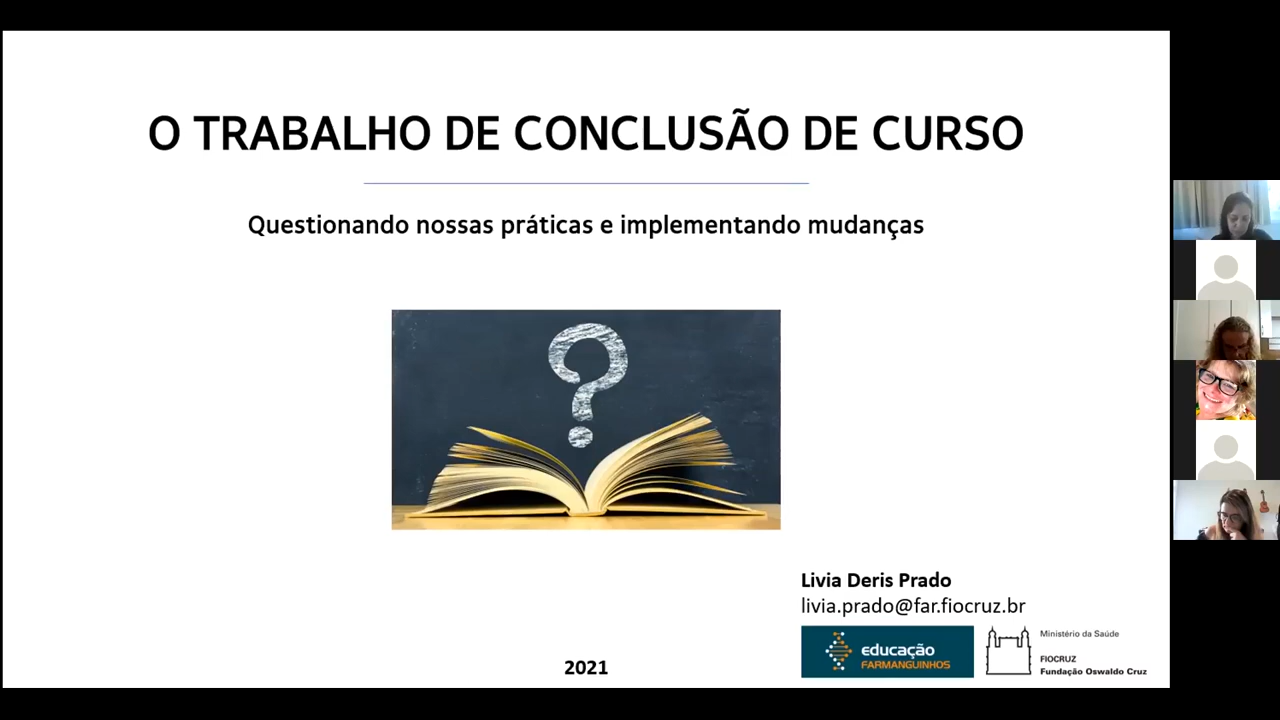 O TRABALHO DE CONCLUSÃO DE CURSO
Questionando nossas práticas e implementando mudanças
?
Livia Deris Prado
livia.prado@far.fiocruz.br
educação
FARMANGUINHOS
Ministério da Saúde
FIOCRUZ
Fundação Oswaldo Cruz
2021